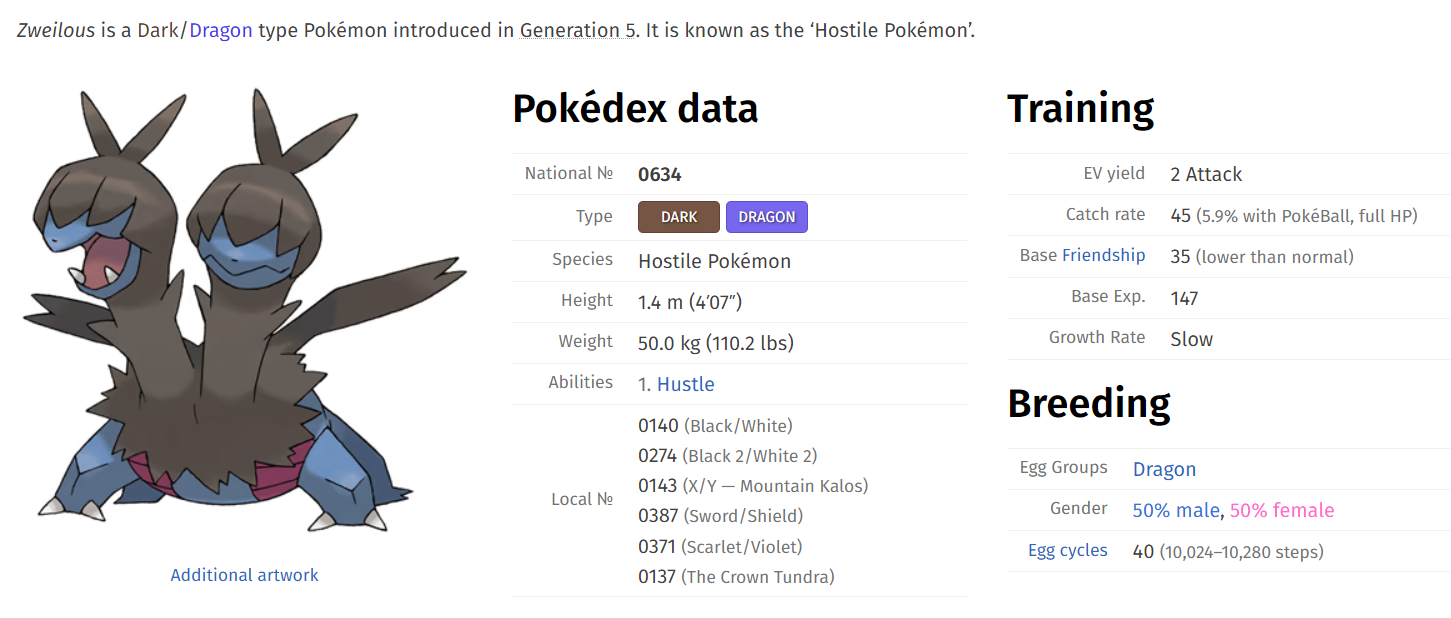 Zweilous is a Dark/Dragon type Pokémon introduced in Generation 5. It is known as the ‘Hostile Pokémon’.
Additional artwork
Pokédex data
National № 0634
Type DARK DRAGON
Species Hostile Pokémon
Height 1.4 m (4′07″)
Weight 50.0 kg (110.2 lbs)
Abilities 1. Hustle
Local № 0140 (Black/White)
0274 (Black 2/White 2)
0143 (X/Y — Mountain Kalos)
0387 (Sword/Shield)
0371 (Scarlet/Violet)
0137 (The Crown Tundra)
Training
EV yield 2 Attack
Catch rate 45 (5.9% with PokéBall, full HP)
Base Friendship 35 (lower than normal)
Base Exp. 147
Growth Rate Slow
Breeding
Egg Groups Dragon
Gender 50% male, 50% female
Egg cycles 40 (10,024–10,280 steps)